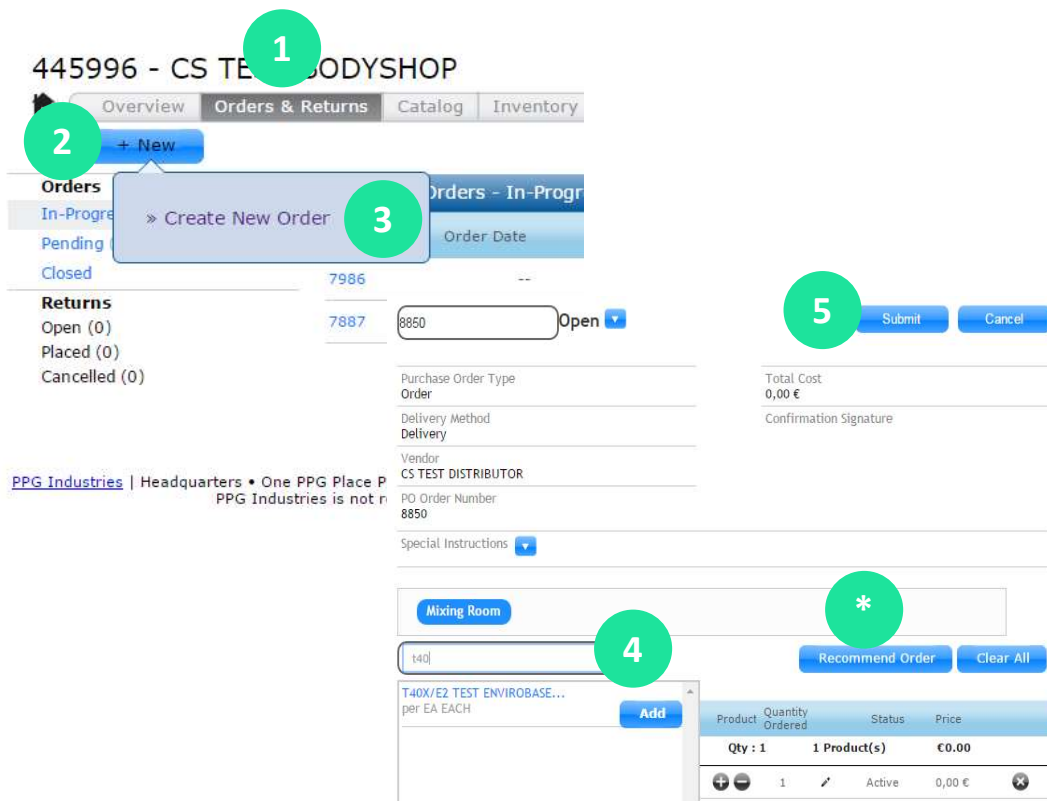 1
445996 - CS TE BODYSHOP
Overview Orders & Returns Catalog Inventory
2 + New
Orders
In-Progre
Pending
Closed
» Create New Order 3
Orders - In-Progr
Order Date
7986 --
7887
Returns
Open (0)
Placed (0)
Cancelled (0)
PPG Industries | Headquarters • One PPG Place P
PPG Industries is not r
8850 Open
5 Submit Cancel
Purchase Order Type
Order
Total Cost
0,00 €
Delivery Method
Delivery
Confirmation Signature
Vendor
CS TEST DISTRIBUTOR
PO Order Number
8850
Special Instructions
Mixing Room
*
t40 4
Recommend Order Clear All
T40X/E2 TEST ENVIROBASE...
per EA EACH
Add
Product Quantity Ordered Status Price
Qty : 1 1 Product(s) €0.00
1 Active 0,00 €